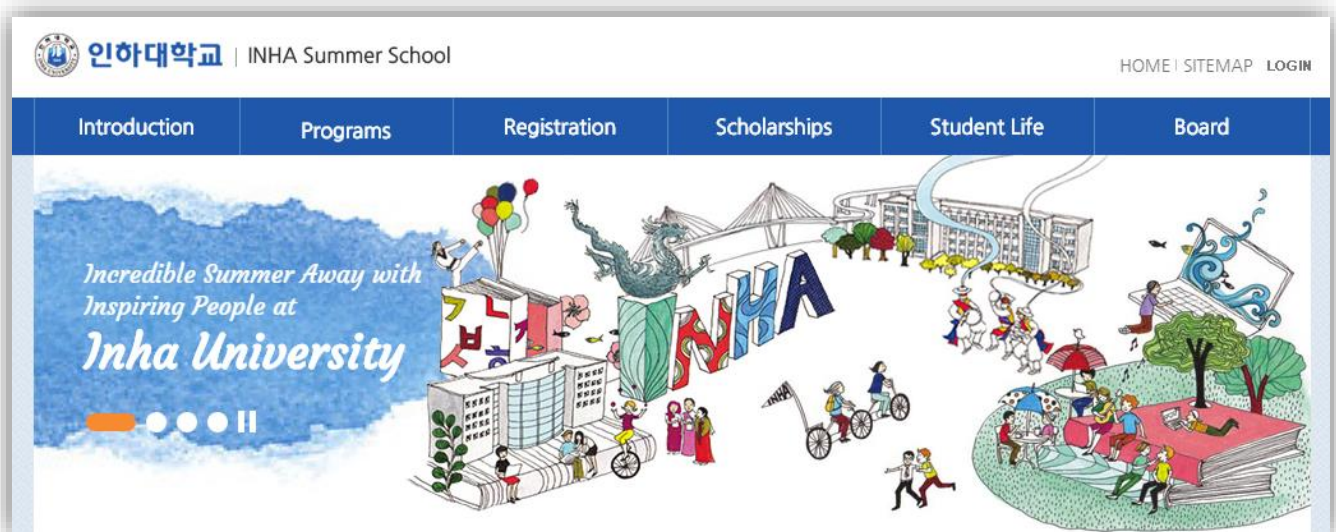 인하대학교 | INHA Summer School
HOME | SITEMAP LOGIN
Introduction Programs Registration Scholarships Student Life Board
Incredible Summer Away with
Inspiring People at
Inha University
INHA
INHA